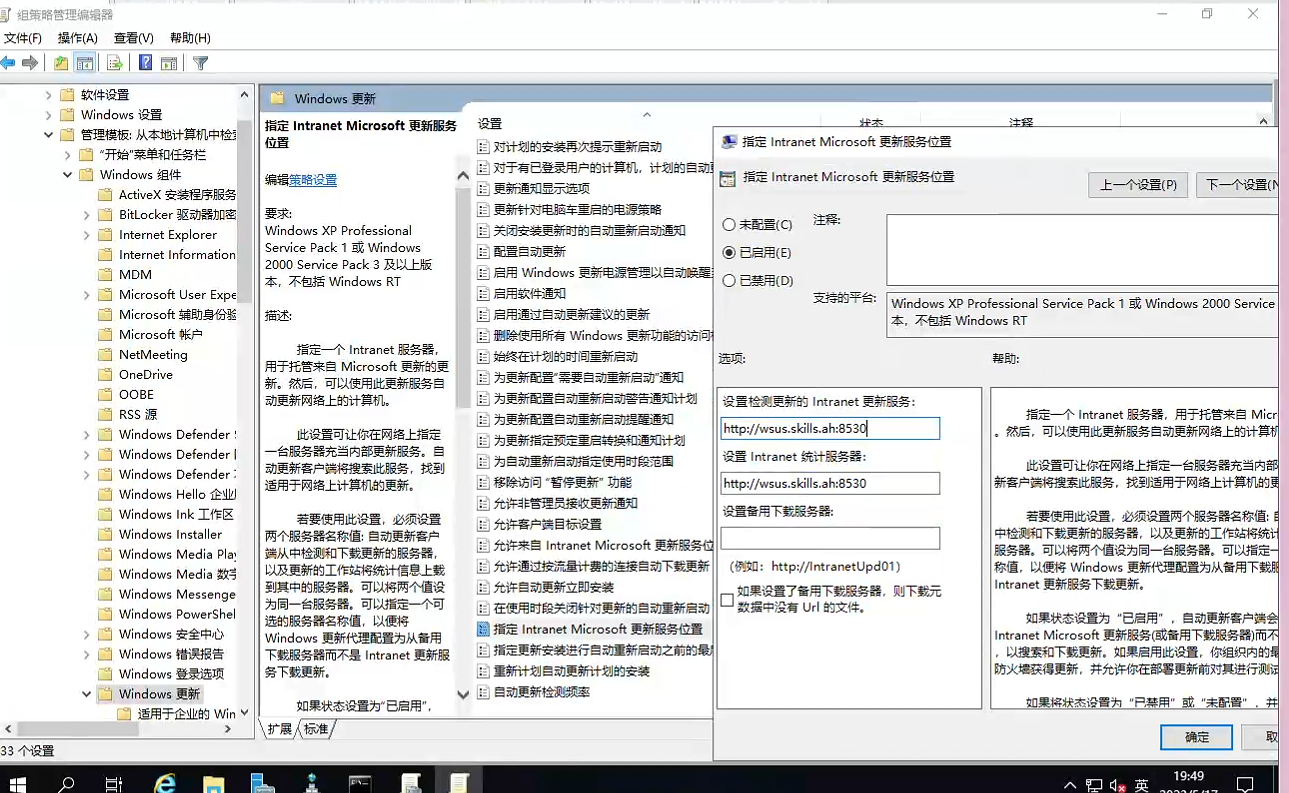 组策略管理编辑器
文件(F) 操作(A) 查看(V) 帮助(H)
软件设置
Windows 设置
管理模板: 从本地计算机中检
"开始"菜单和任务栏
Windows 组件
ActiveX 安装程序服务
BitLocker 驱动器加密
Internet Explorer
Internet Information
MDM
Microsoft User Expe
Microsoft 辅助身份验
Microsoft 帐户
NetMeeting
OneDrive
OOBE
RSS 源
Windows Defender
Windows Defender
Windows Defender
Windows Hello 企业
Windows Ink 工作区
Windows Installer
Windows Media Play
Windows Media 数字
Windows Messenge
Windows PowerShel
Windows 安全中心
Windows 错误报告
Windows 登录选项
Windows 更新
适用于企业的 Win
33 个设置
Windows 更新
指定 Intranet Microsoft 更新服务
位置
编辑策略设置
要求:
Windows XP Professional
Service Pack 1 或 Windows
2000 Service Pack 3 及以上版
本，不包括 Windows RT
描述:
指定一个 Intranet 服务器，
用于托管来自 Microsoft 更新的更
新。然后，可以使用此更新服务自
动更新网络上的计算机。
此设置可让你在网络上指定
一台服务器充当内部更新服务。自
动更新客户端将搜索此服务，找到
适用于网络上计算机的更新。
若要使用此设置，必须设置
两个服务器名称值: 自动更新客户
端从中检测和下载更新的服务器，
以及更新的工作站将统计信息上载
到其中的服务器。可以将两个值设
为同一台服务器。可以指定一个可
选的服务器名称值，以便将
Windows 更新代理配置为从备用
下载服务器而不是 Intranet 更新服
务下载更新。
如果状态设置为"已启用"，
扩展 标准
设置 状态 注释
对计划的安装再次提示重新启动
对于有已登录用户的计算机，计划的自动
更新通知显示选项
更新针对电脑车重启的电源策略
关闭安装更新时的自动重新启动通知
配置自动更新
启用 Windows 更新电源管理以自动唤醒
启用软件通知
启用通过自动更新建议的更新
删除使用所有 Windows 更新功能的访问
始终在计划的时间重新启动
为更新配置"需要自动重新启动"通知
为更新配置自动重新启动警告通知计划
为更新配置自动重新启动提醒通知
为更新指定预定重启转换和通知计划
为自动重新启动指定使用时段范围
移除访问 "暂停更新" 功能
允许非管理员接收更新通知
允许客户端目标设置
允许来自 Intranet Microsoft 更新服务位
允许通过按流量计费的连接自动下载更新
允许自动更新立即安装
在使用时段关闭针对更新的自动重新启动
指定 Intranet Microsoft 更新服务位置
指定更新安装进行自动重新启动之前的最
重新计划自动更新计划的安装
自动更新检测频率
指定 Intranet Microsoft 更新服务位置
指定 Intranet Microsoft 更新服务位置
上一个设置(P) 下一个设置(N
未配置(C) 注释:
已启用(E)
已禁用(D)
支持的平台:
Windows XP Professional Service Pack 1 或 Windows 2000 Service
本，不包括 Windows RT
选项: 帮助:
设置检测更新的 Intranet 更新服务:
http://wsus.skills.ah:8530
设置 Intranet 统计服务器:
http://wsus.skills.ah:8530
设置备用下载服务器:
(例如：http://IntranetUpd01)
如果设置了备用下载服务器，则下载元
数据中没有 Url 的文件。
指定一个 Intranet 服务器，用于托管来自 Micr
。然后，可以使用此更新服务自动更新网络上的计算机
此设置可让你在网络上指定一台服务器充当内部
新客户端将搜索此服务，找到适用于网络上计算机的更
若要使用此设置，必须设置两个服务器名称值:
中检测和下载更新的服务器，以及更新的工作站将统计
服务器。可以将两个值设为同一台服务器。可以指定一
称值，以便将 Windows 更新代理配置为从备用下载服
Intranet 更新服务下载更新。
如果状态设置为 "已启用" ，自动更新客户端会
Intranet Microsoft 更新服务(或备用下载服务器)而不
，以搜索和下载更新。如果启用此设置，你组织内的最
防火墙获得更新，并允许你在部署更新前对其进行测试
如果将状态设置为 "已禁用" 或 "未配置" ，并
确定 取
英 19:49